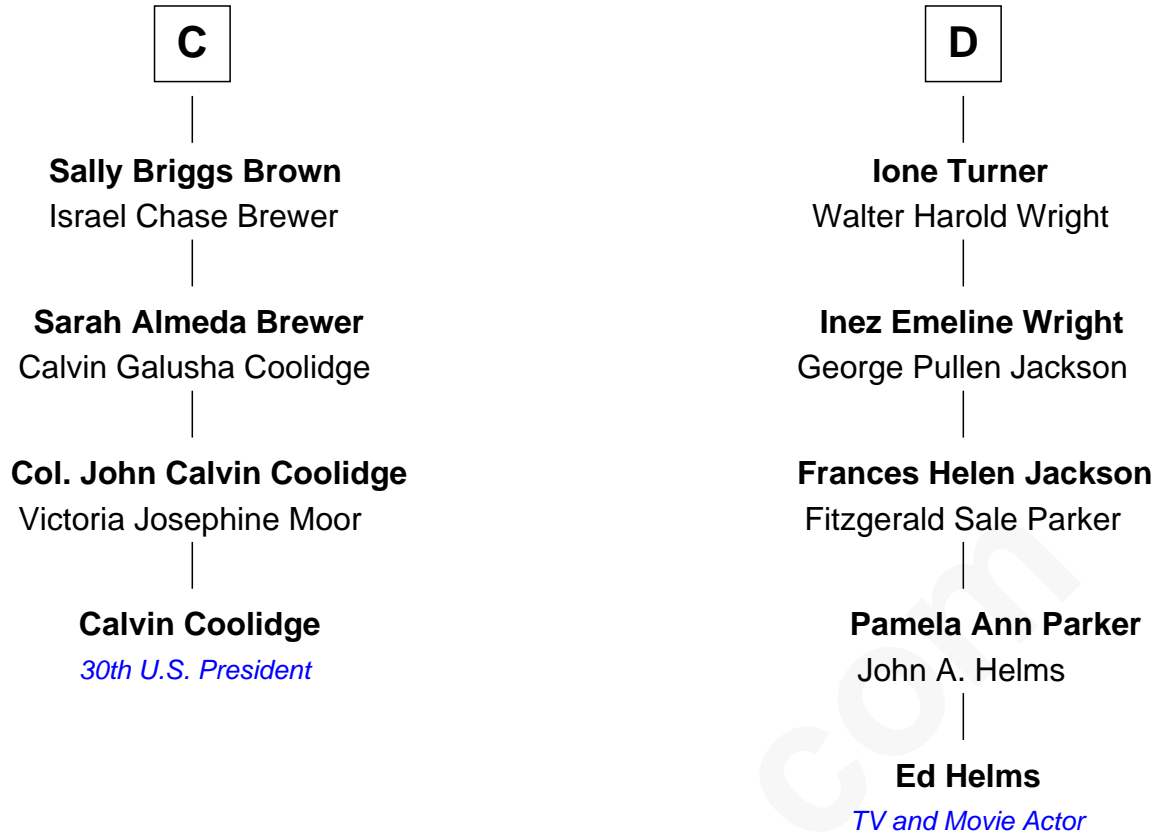 C
Sally Briggs Brown
Israel Chase Brewer
Sarah Almeda Brewer
Calvin Galusha Coolidge
Col. John Calvin Coolidge
Victoria Josephine Moor
Calvin Coolidge
30th U.S. President
D
Ione Turner
Walter Harold Wright
Inez Emeline Wright
George Pullen Jackson
Frances Helen Jackson
Fitzgerald Sale Parker
Pamela Ann Parker
John A. Helms
Ed Helms
TV and Movie Actor
com